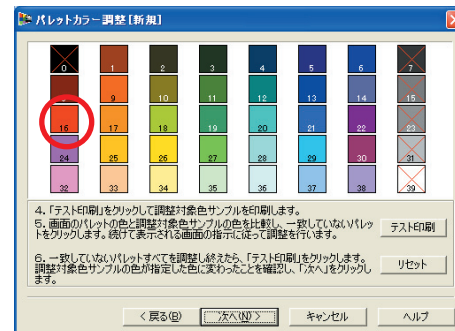 パレットカラー調整[新規]
0 1 2 3 4 5 6 7
8 9 10 11 12 13 14 15
16 17 18 19 20 21 22 23
24 25 26 27 28 29 30 31
32 33 34 35 36 37 38 39
4. 「テスト印刷」をクリックして調整対象色サンプルを印刷します。
5. 画面のパレットの色と調整対象色サンプルの色を比較し、一致していないパレッ
トをクリックします。続けて表示される画面の指示に従って調整を行います。
テスト印刷
6. 一致していないパレットすべてを調整し終えたら、「テスト印刷」をクリックします。
調整対象色サンプルの色が指定した色に変わったことを確認し、「次へ」をクリックし
ます。
リセット
< 戻る(B) 次へ(N) > キャンセル ヘルプ